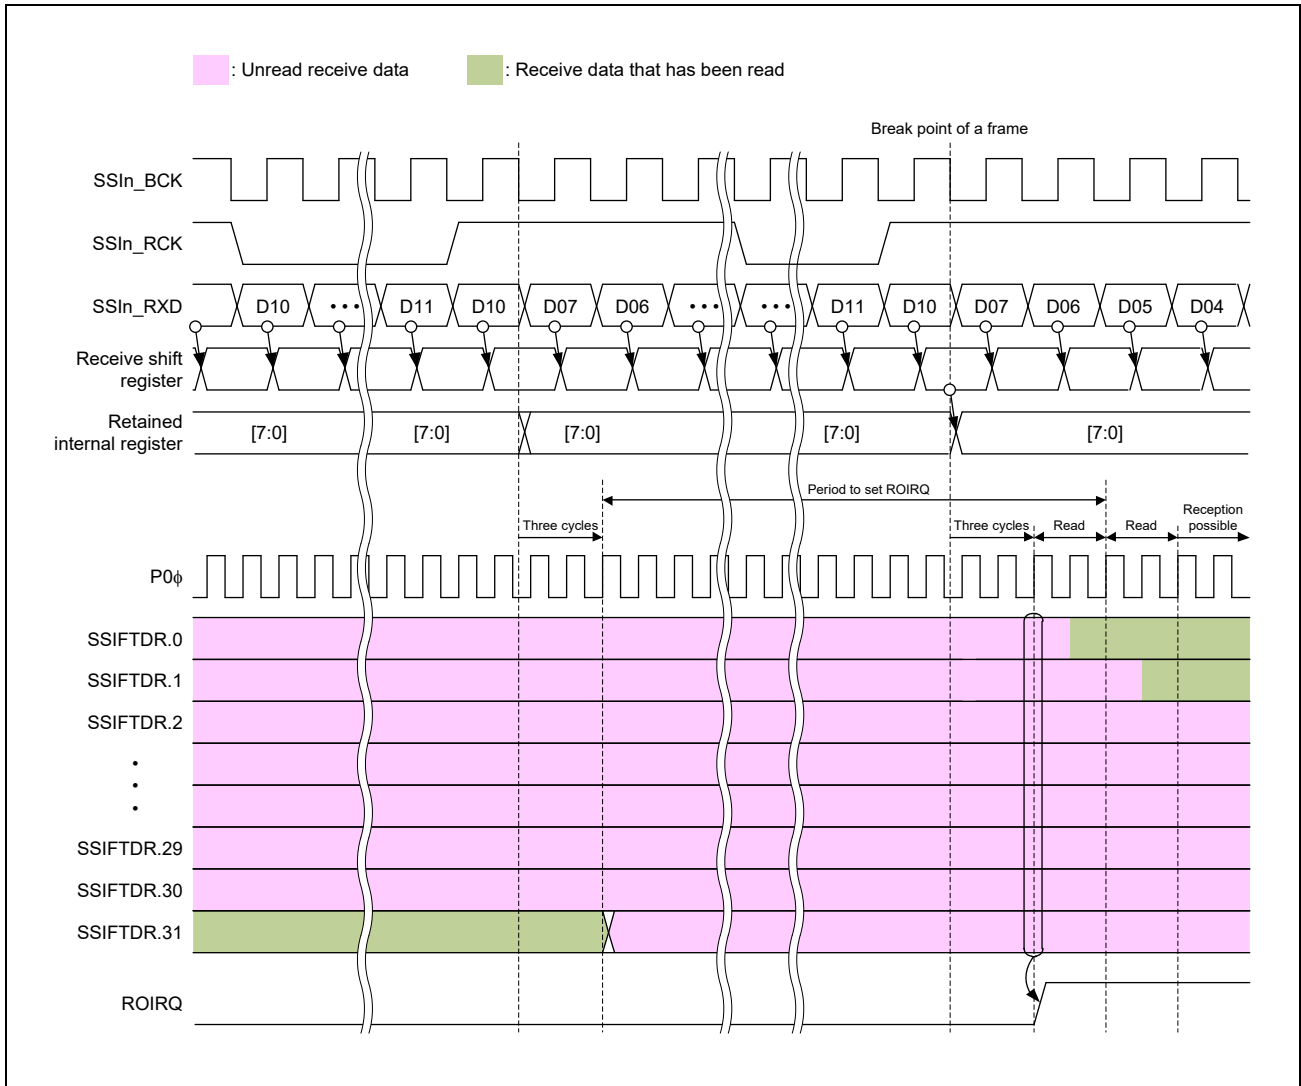 : Unread receive data
: Receive data that has been read
Break point of a frame
SSIn_BCK
SSIn_RCK
SSIn_RXD
D10
•••
D11
D10
D07
D06
•••
•••
D11
D10
D07
D06
D05
D04
Receive shift
register
Retained
internal register
[7:0]
[7:0]
[7:0]
[7:0]
[7:0]
Period to set ROIRQ
Three cycles
Three cycles
Read
Read
Reception
possible
P0ϕ
SSIFTDR.0
SSIFTDR.1
SSIFTDR.2
•
•
•
SSIFTDR.29
SSIFTDR.30
SSIFTDR.31
ROIRQ